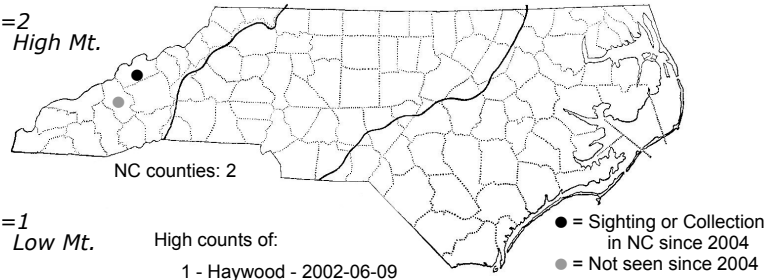 =2
High Mt.
NC counties: 2
=1
Low Mt.
High counts of:
1 - Haywood - 2002-06-09
● = Sighting or Collection
in NC since 2004
● = Not seen since 2004